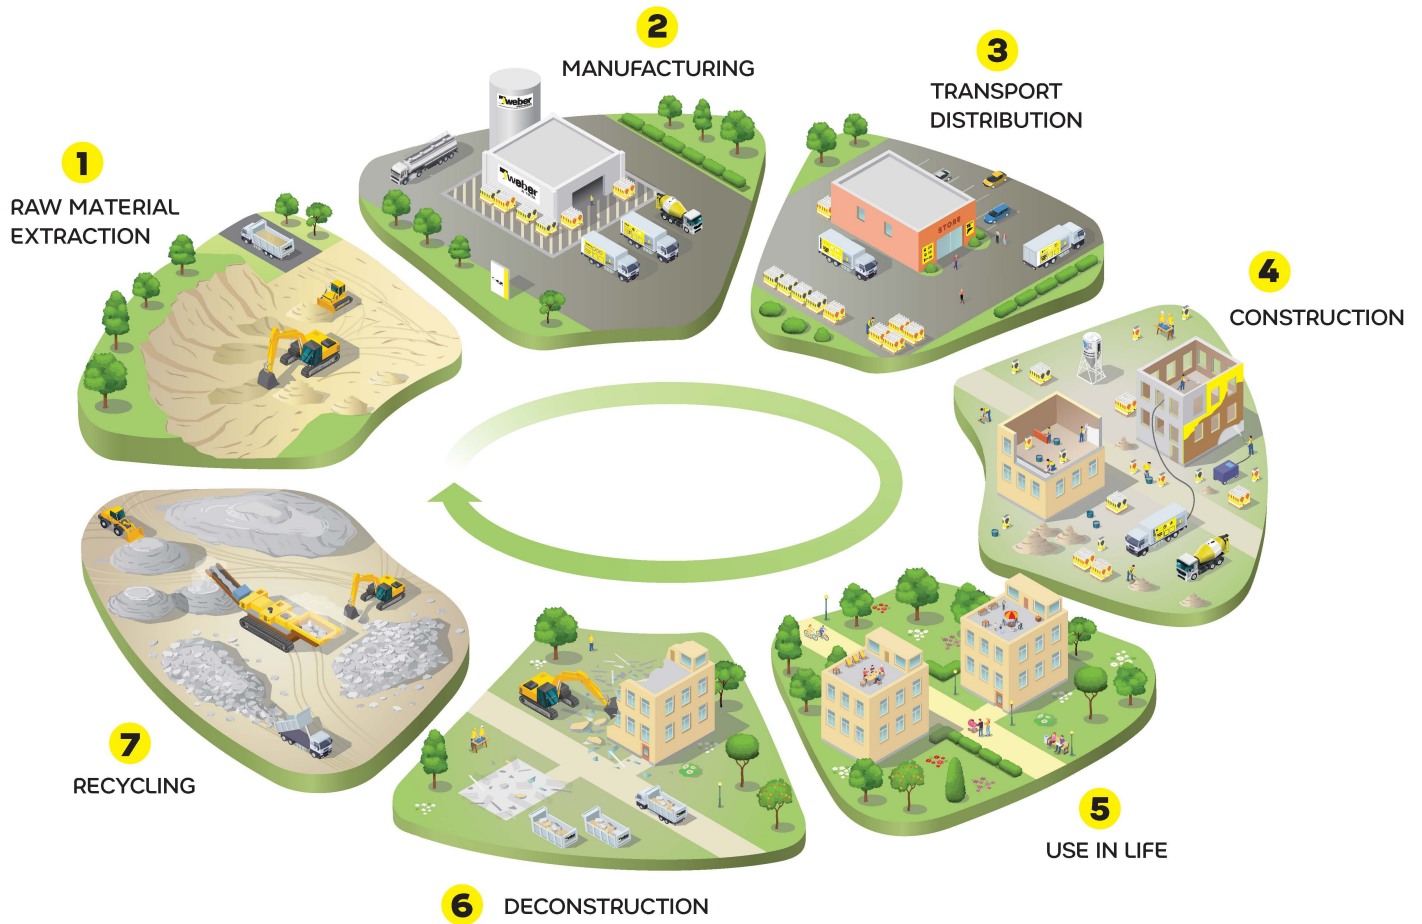 1
RAW MATERIAL
EXTRACTION
2
MANUFACTURING
weber
weber
3
TRANSPORT
DISTRIBUTION
STORE
4
CONSTRUCTION
5
USE IN LIFE
6
DECONSTRUCTION
7
RECYCLING